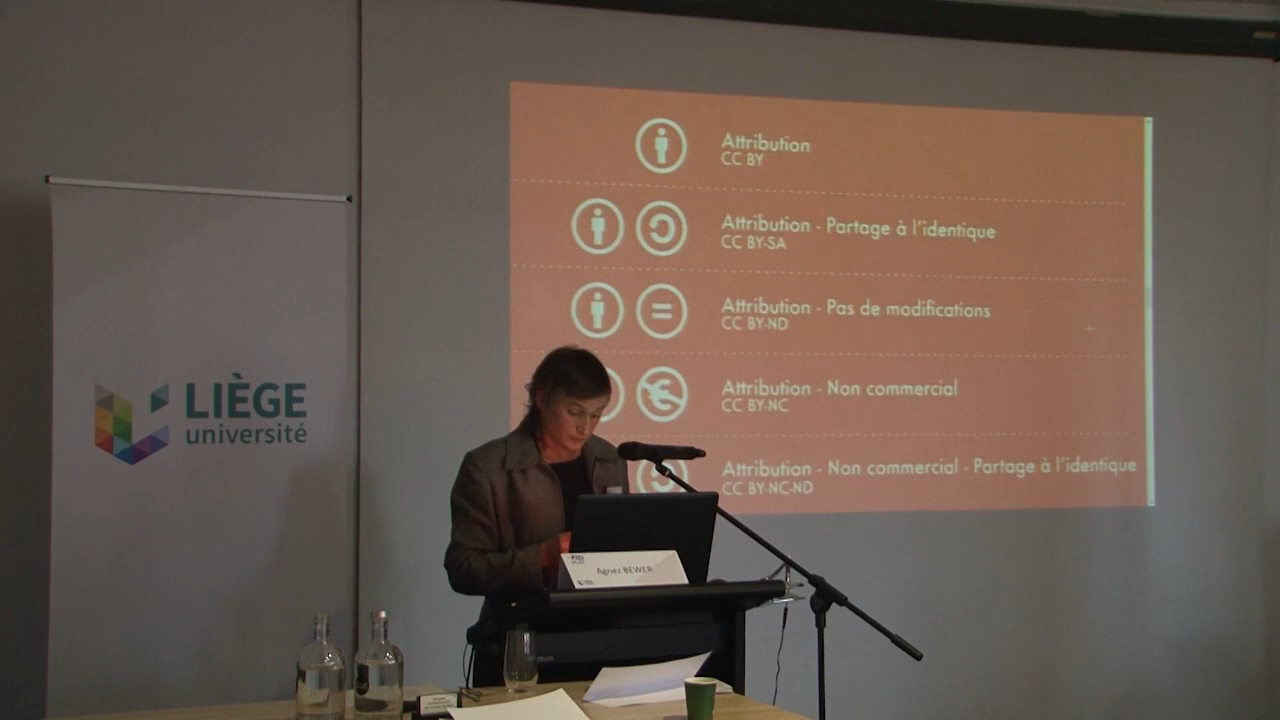 LIÈGE
université
Attribution
CC BY
Attribution - Partage à l'identique
CC BY-SA
Attribution - Pas de modifications
CC BY-ND
Attribution - Non commercial
CC BY-NC
Attribution - Non commercial - Partage à l'identique
CC BY-NC-ND
Agnez BEWER